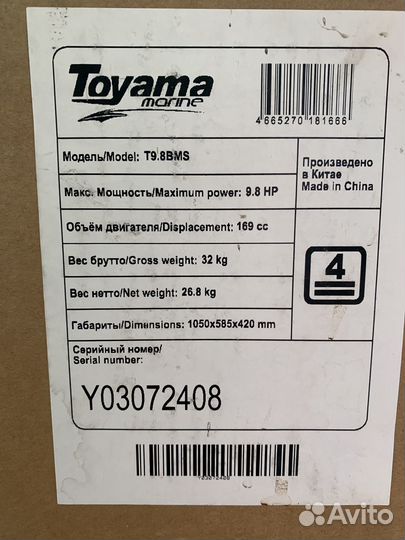 Toyama
marine
4 665270 181666
Модель/Model: T9.8BMS
Произведено
в Китае
Made in China
Макс. Мощность/Maximum power: 9.8 HP
Объём двигателя/Displacement: 169 cc
Вес брутто/Gross weight: 32 kg
4
Вес нетто/Net weight: 26.8 kg
Габариты/Dimensions: 1050x585x420 mm
Серийный номер/
Serial number:
Y03072408
Y03072408
Avito